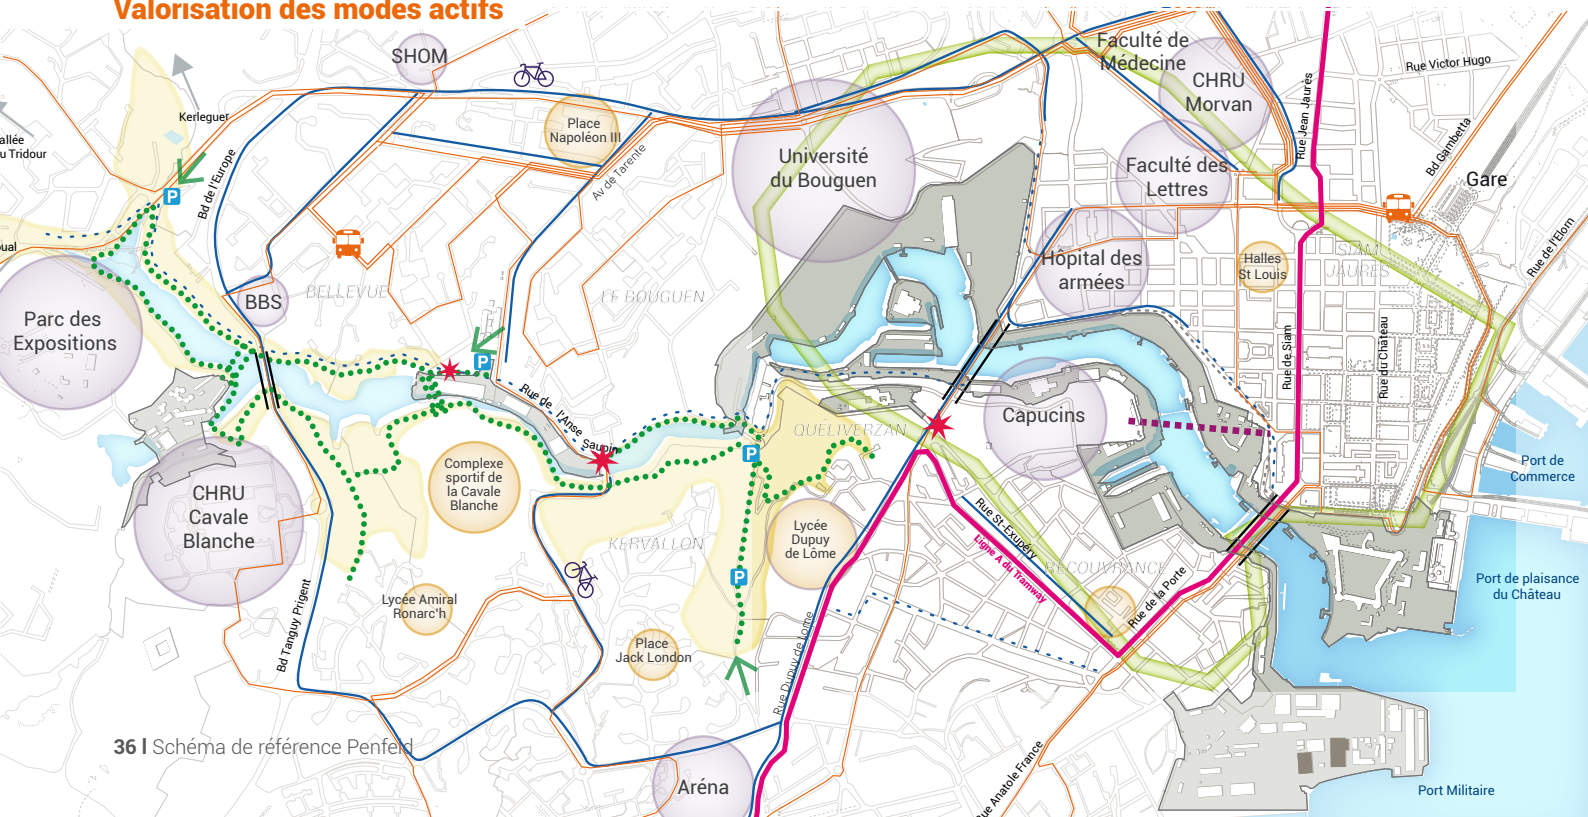 Valorisation des modes actifs
SHOM
Faculté de
Médecine
CHRU
Morvan
Rue Victor Hugo
Rue Jean Jaurès
Bd Gambetta
Gare
Kerleguer
allée
u Tridour
P
Bd de l'Europe
Place
Napoléon III
Av de Tarente
Université
du Bouguen
Faculté des
Lettres
Hôpital des
armées
Halles
St Louis
SIAM
JAURÈS
Rue de l'Elorn
oual
Parc des
Expositions
BBS
BELLEVUE
LE BOUGUEN
P
Rue de l'Anse Saupin
Rue de Siam
Rue du Château
Capucins
QUELIVERZAN
P
Port de
Commerce
CHRU
Cavale
Blanche
Complexe
sportif de
la Cavale
Blanche
Lycée
Dupuy
de Lôme
KERVALLON
Rue St-Exupéry
Ligne A du Tramway
RECOUVRANCE
Rue de la Porte
P
Port de plaisance
du Château
Lycée Amiral
Ronarc'h
Bd Tanguy Prigent
Place
Jack London
Rue Dupuy de Lôme
36 I Schéma de référence Penfeld
Aréna
Rue Anatole France
Port Militaire